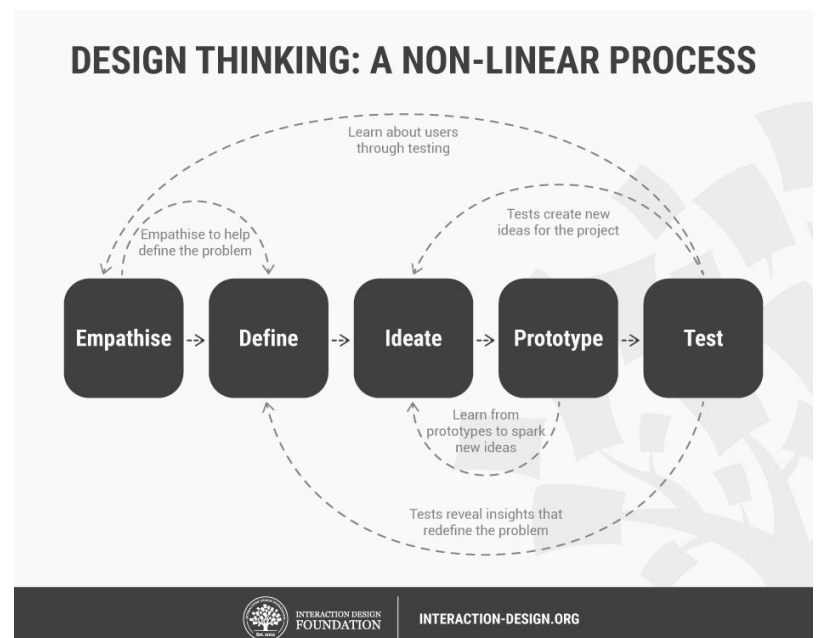 DESIGN THINKING: A NON-LINEAR PROCESS
Learn about users
through testing
Empathise to help
define the problem
Tests create new
ideas for the project
Empathise
Define
Ideate
Prototype
Test
Learn from
prototypes to spark
new ideas
Tests reveal insights that
redefine the problem
INTERACTION DESIGN
FOUNDATION
INTERACTION-DESIGN.ORG